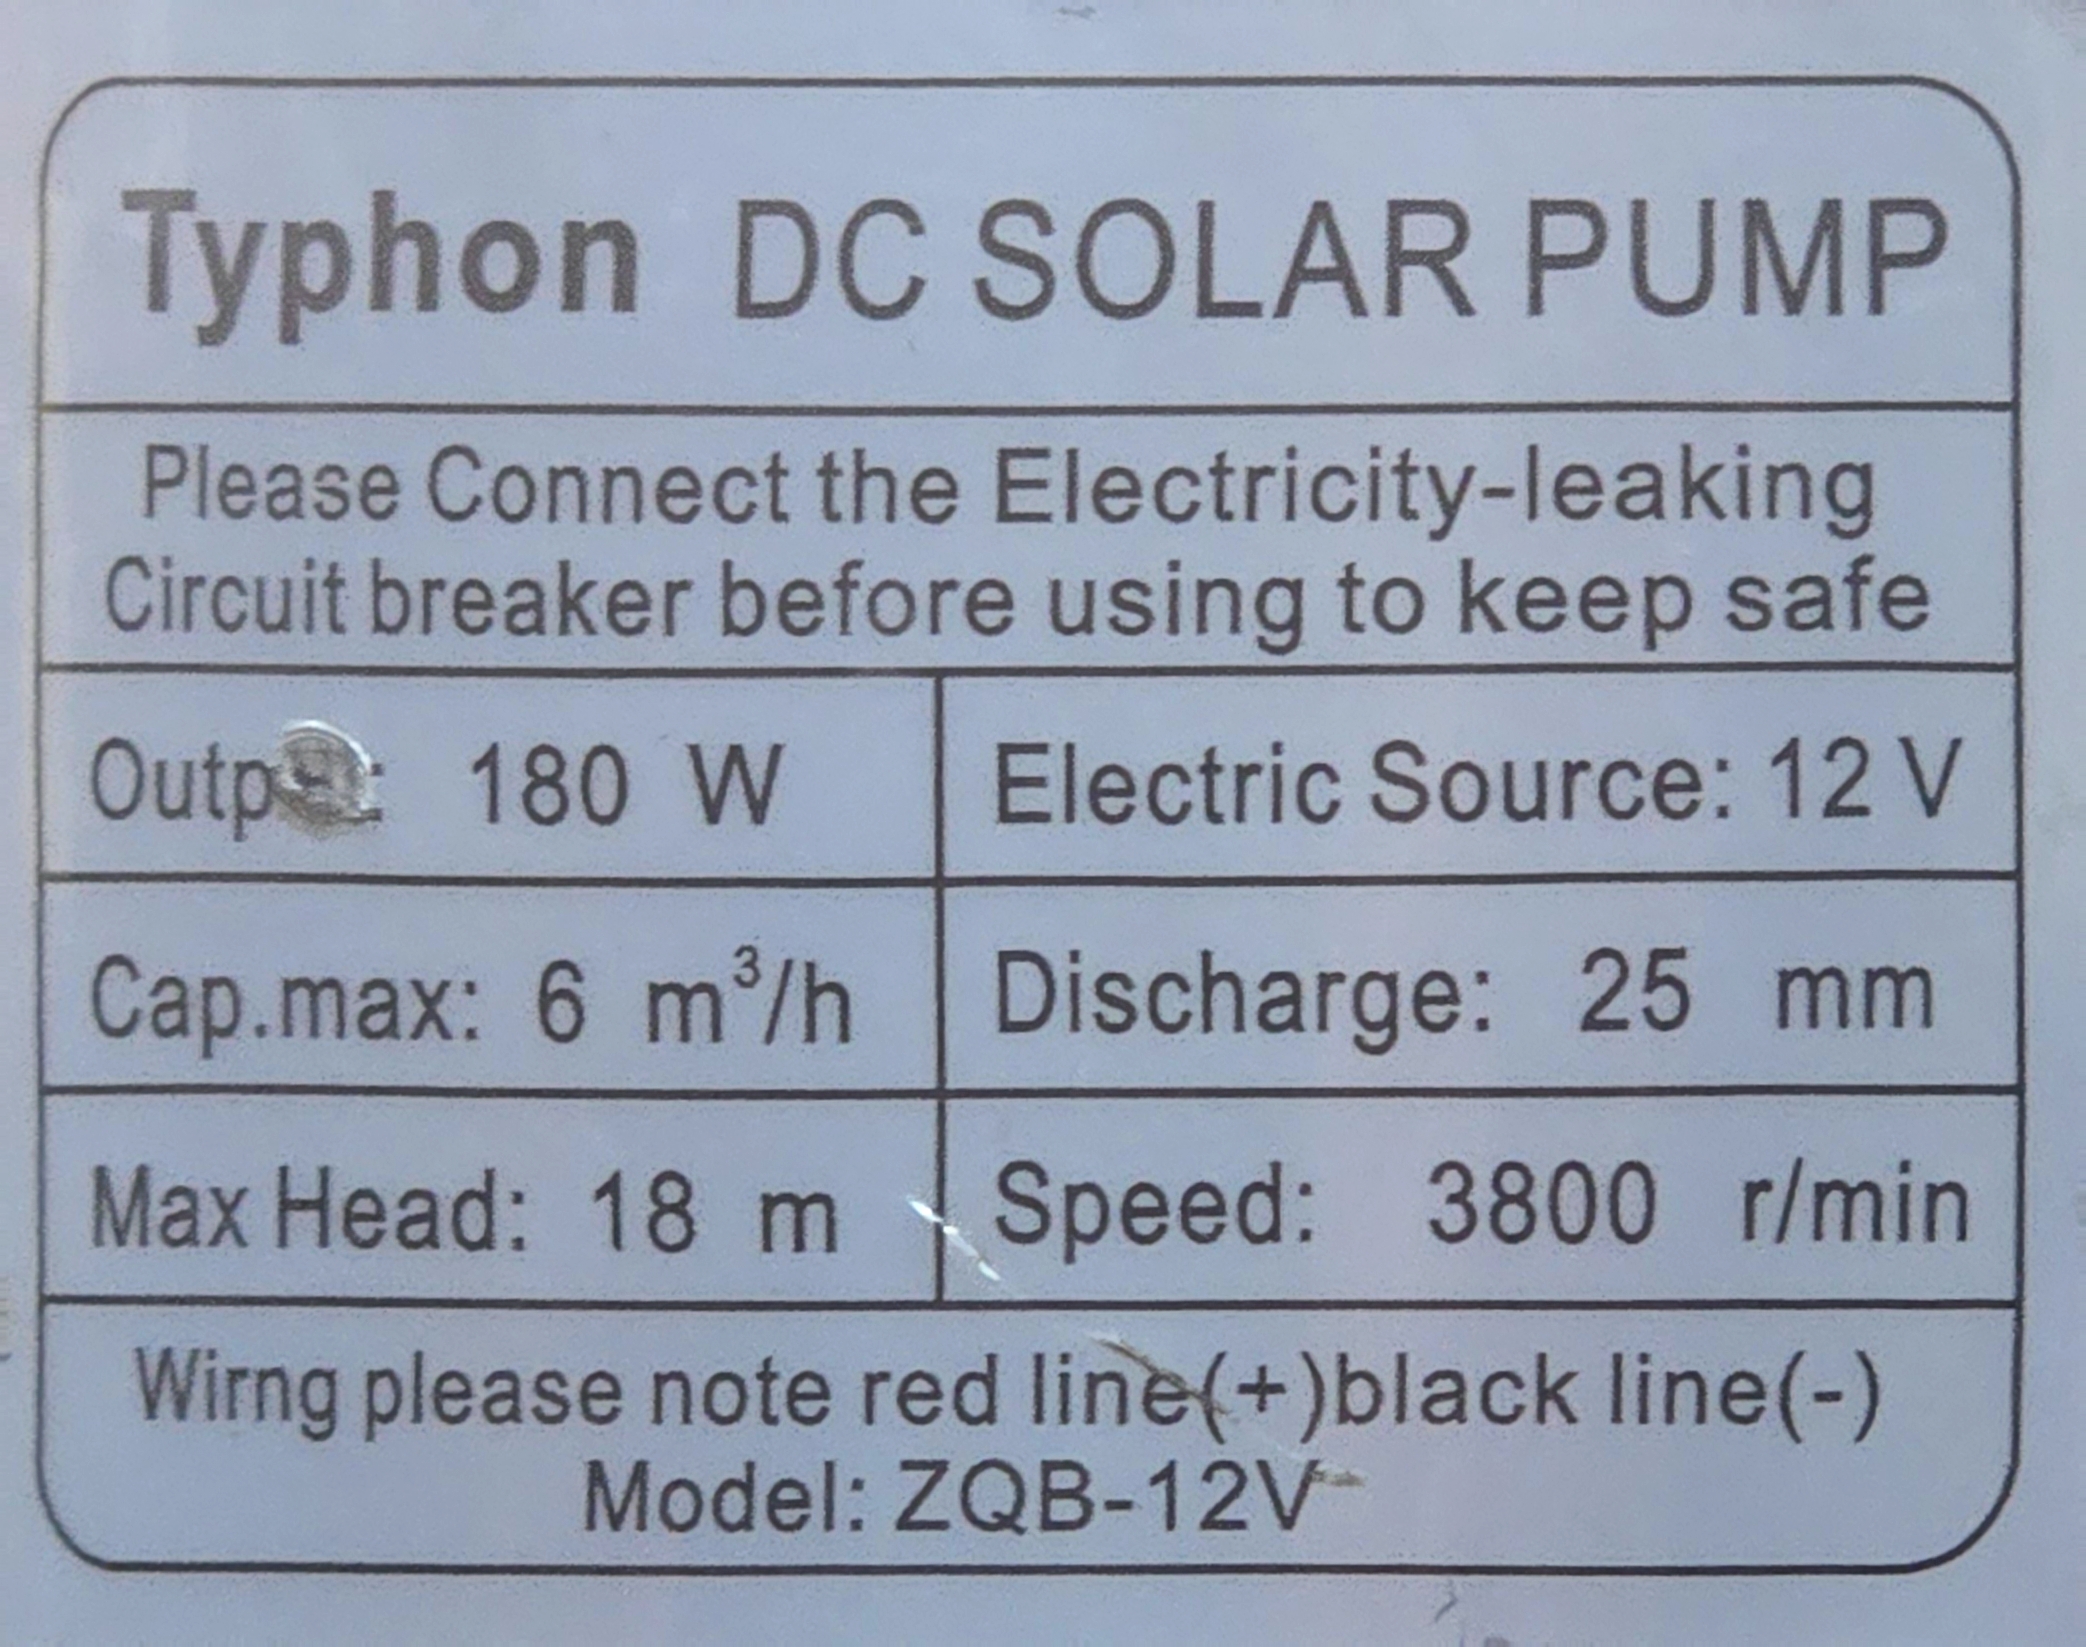 Typhon DC SOLAR PUMP
Please Connect the Electricity-leaking
Circuit breaker before using to keep safe
180 W Electric Source: 12 V
Cap.max: 6 m³/h Discharge: 25 mm
Max Head: 18 m Speed: 3800 r/min
Wirng please note red line(+)black line(-)
Model: ZQB-12V